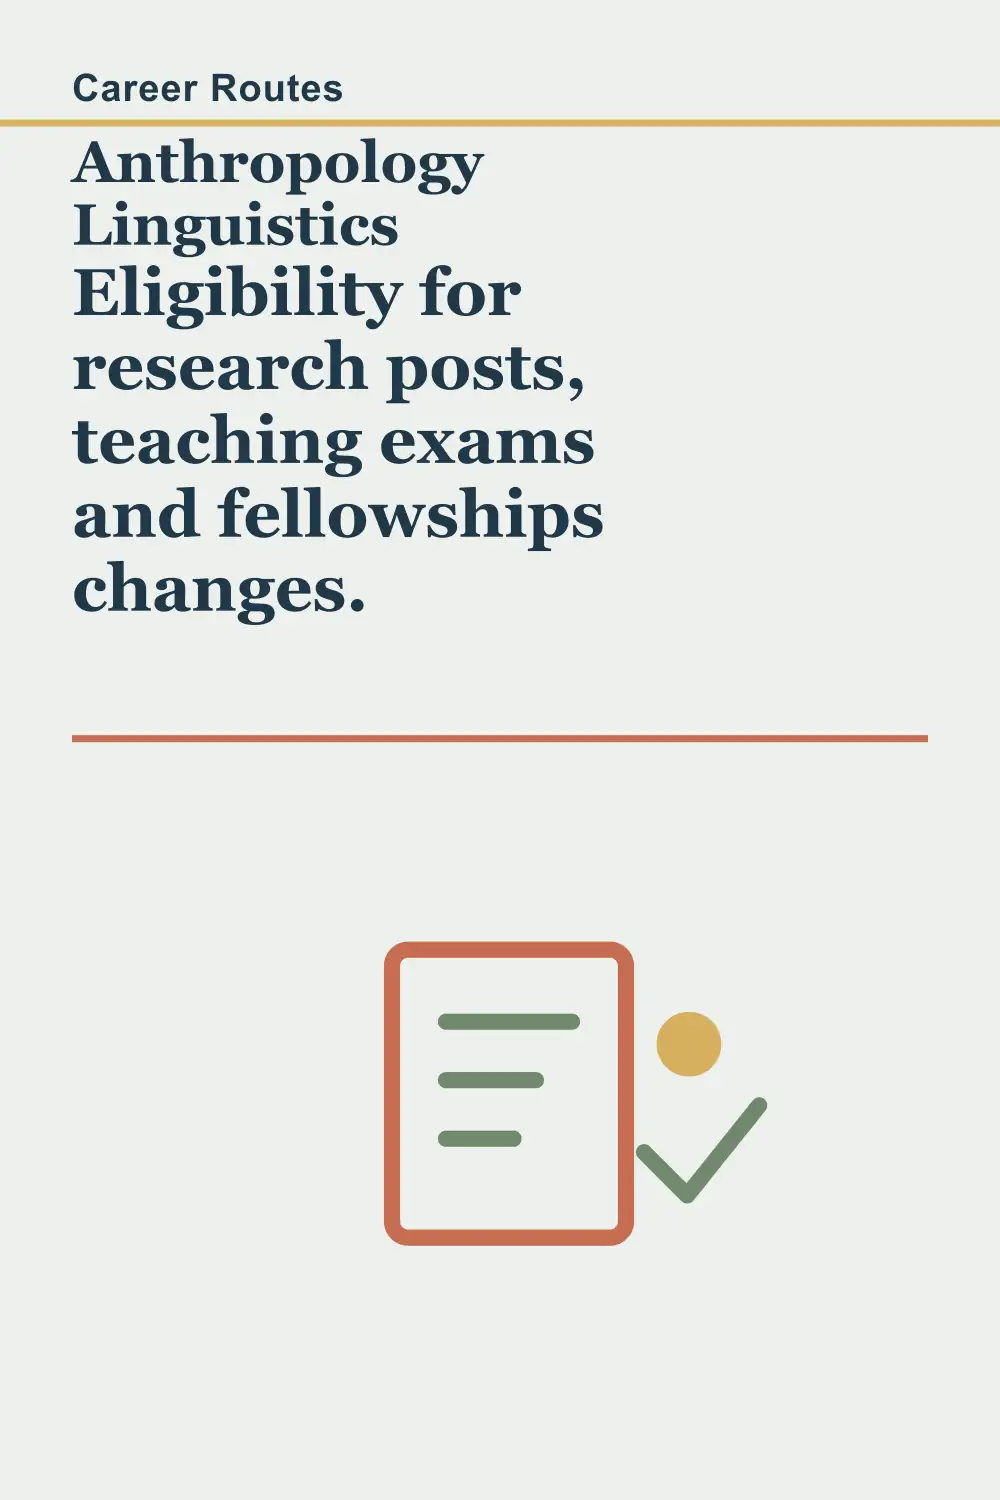 Career Routes
Anthropology
Linguistics
Eligibility for
research posts,
teaching exams
and fellowships
changes.